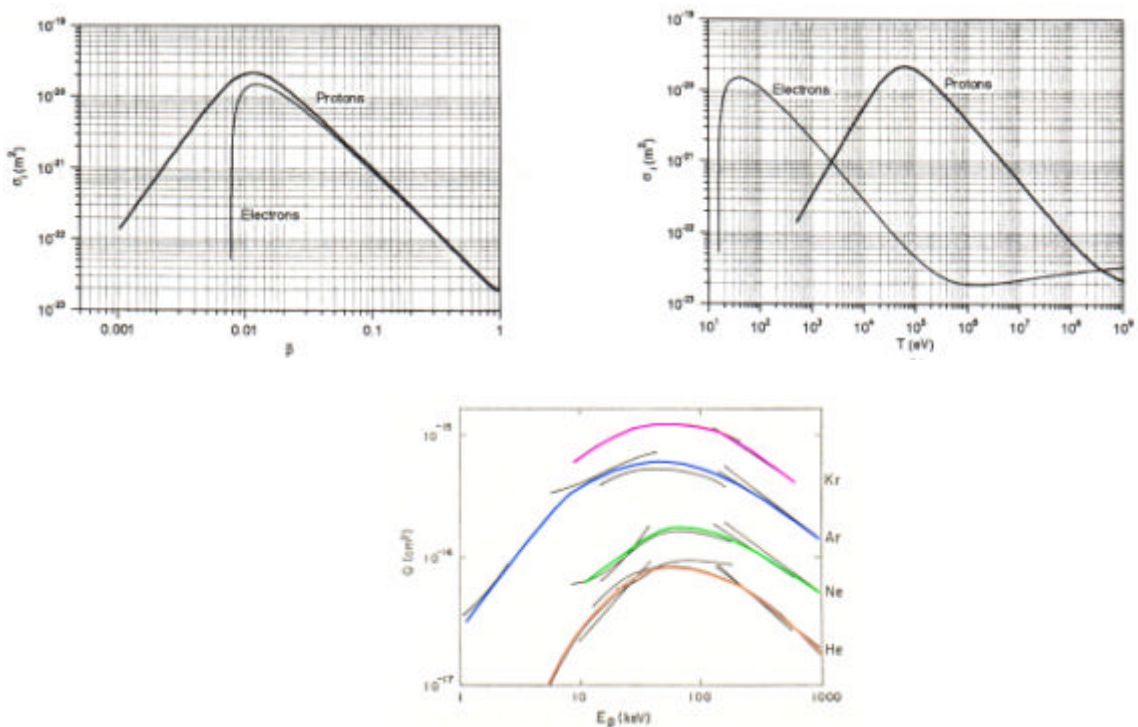 10⁻¹⁹
10⁻²⁰
10⁻²¹
10⁻²²
10⁻²³
σᵢ(m²)
Protons
Electrons
0.001 0.01 0.1 1
β
10⁻¹⁹
10⁻²⁰
10⁻²¹
10⁻²²
10⁻²³
σᵢ(m²)
Electrons
Protons
10¹ 10² 10³ 10⁴ 10⁵ 10⁶ 10⁷ 10⁸ 10⁹
T (eV)
10⁻¹⁵
10⁻¹⁶
10⁻¹⁷
Q (cm²)
Kr
Ar
Ne
He
1 10 100 1000
Eₚ(keV)